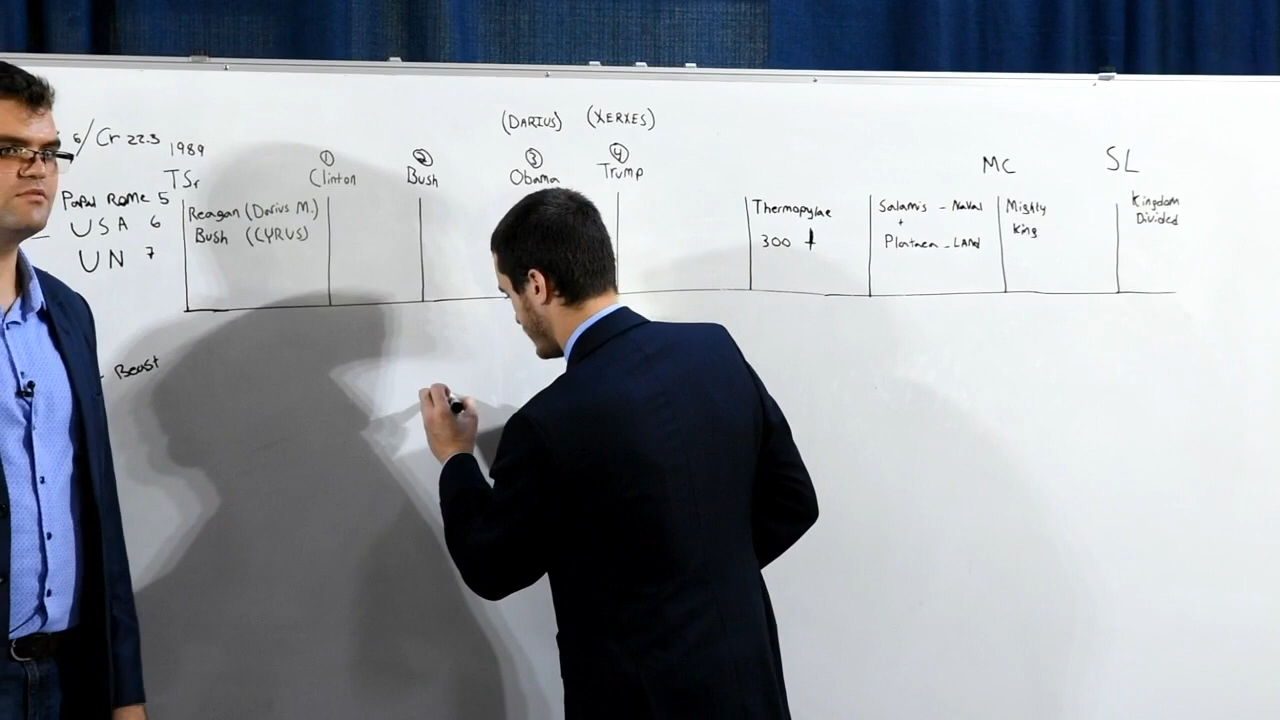 (DARIUS) (XERXES)
6/Cr 22.3
1989
① ② ③ ④
Clinton Bush Obama Trump
MC SL
TSr
Papal Rome 5
USA 6
UN 7
Reagan (Darius M.)
Bush (CYRUS)
Thermopylae
300
Salamis - Naval
+
Plataea - LAND
Mighty
King
Kingdom
Divided
- Beast